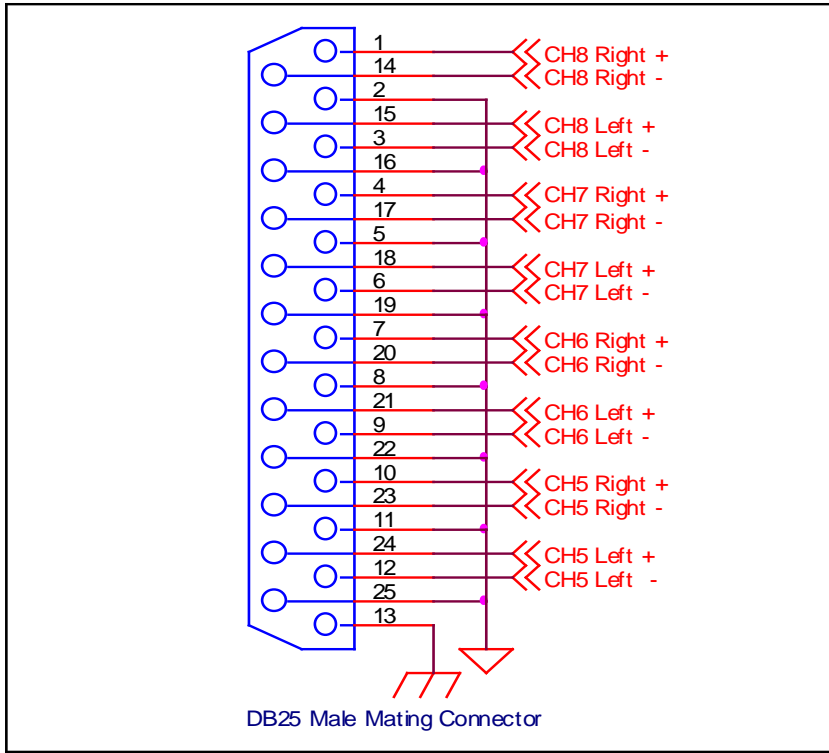 1 CH8 Right +
14 CH8 Right -
2
15 CH8 Left +
3 CH8 Left -
16
4 CH7 Right +
17 CH7 Right -
5
18 CH7 Left +
6 CH7 Left -
19
7 CH6 Right +
20 CH6 Right -
8
21 CH6 Left +
9 CH6 Left -
22
10 CH5 Right +
23 CH5 Right -
11
24 CH5 Left +
12 CH5 Left -
25
13
DB25 Male Mating Connector